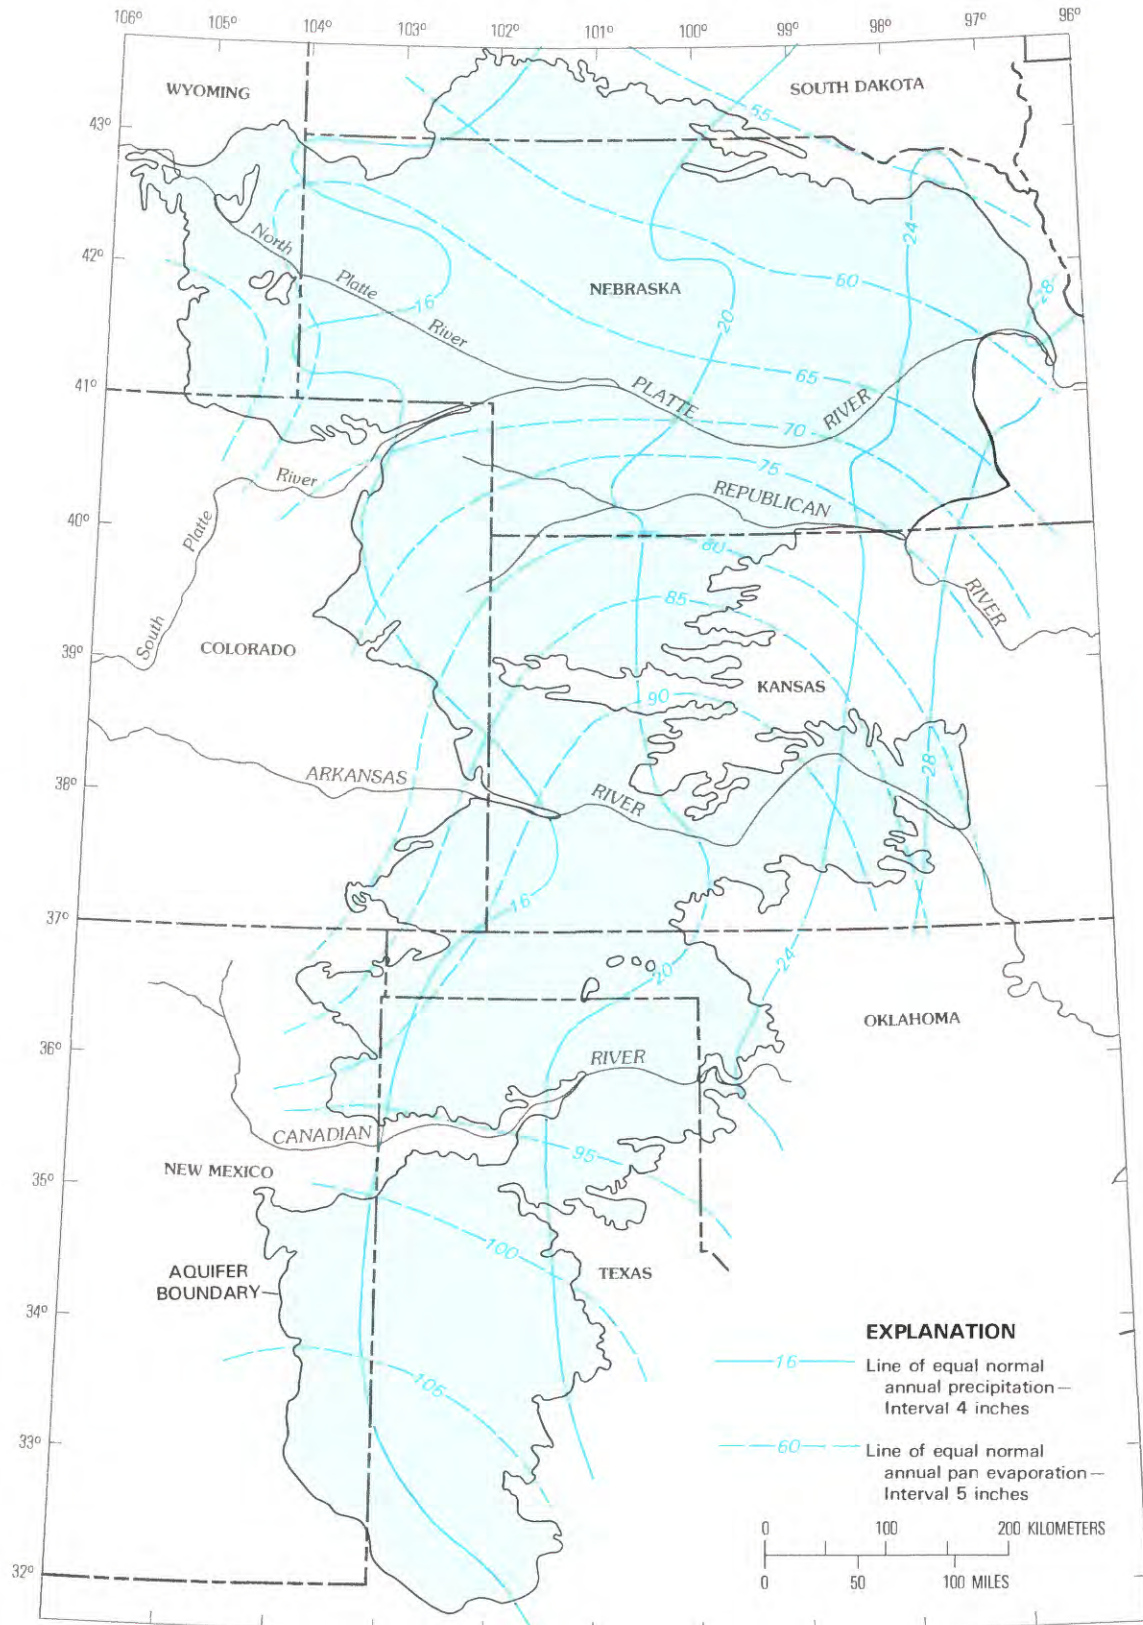 106° 105° 104° 103° 102° 101° 100° 99° 98° 97° 96°
WYOMING
SOUTH DAKOTA
55
43°
24
North
42°
Platte
60
NEBRASKA
28
16
River
20
41°
65
PLATTE
RIVER
70
75
River
REPUBLICAN
40°
Platte
80
85
RIVER
South
39°
COLORADO
KANSAS
90
38°
ARKANSAS
RIVER
28
16
37°
24
20
OKLAHOMA
36°
RIVER
CANADIAN
95
NEW MEXICO
35°
100
AQUIFER
BOUNDARY
TEXAS
34°
EXPLANATION
16
Line of equal normal
annual precipitation—
Interval 4 inches
105
33°
60
Line of equal normal
annual pan evaporation—
Interval 5 inches
0 100 200 KILOMETERS
32°
0 50 100 MILES